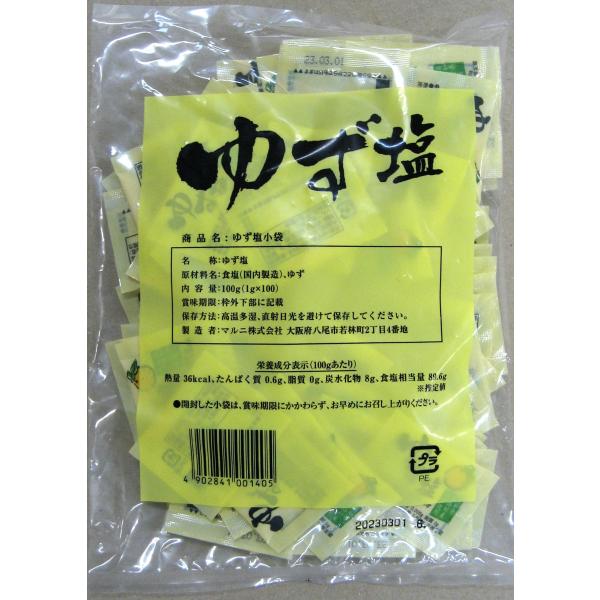 23.03.01
ゆず塩
商品名:ゆず塩小袋
名　　称:ゆず塩
原材料名:食塩(国内製造)、ゆず
内 容 量:100g(1g×100)
賞味期限:枠外下部に記載
保存方法:高温多湿、直射日光を避けて保存してください。
製 造 者:マルニ株式会社 大阪府八尾市若林町2丁目4番地
栄養成分表示(100gあたり)
熱量 36kcal、たんぱく質 0.6g、脂質 0g、炭水化物 8g、食塩相当量 89.6g
※推定値
●開封した小袋は、賞味期限にかかわらず、お早めにお召し上がりください。
4 902841 001405
プラ
PE
20230301